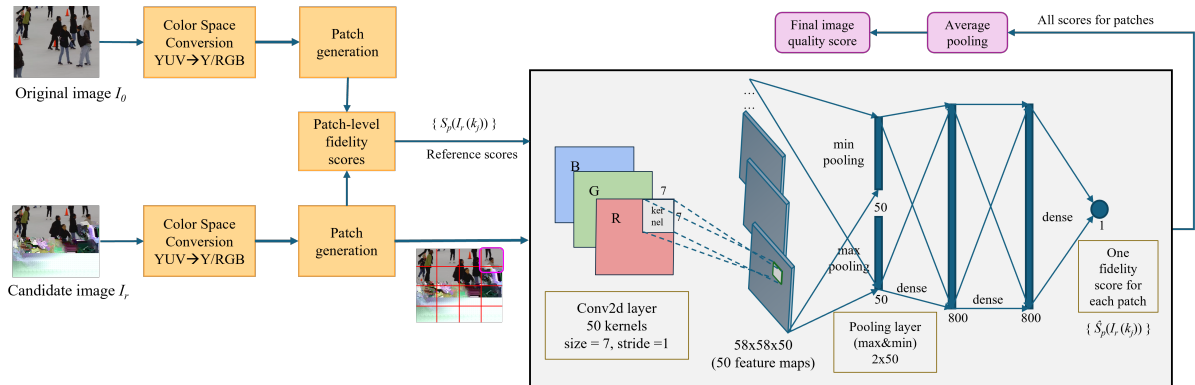 Color Space
Conversion
YUV→Y/RGB
Patch
generation
Original image I₀
Patch-level
fidelity
scores
{ Sₚ(Iᵣ(kⱼ)) }
Reference scores
Color Space
Conversion
YUV→Y/RGB
Patch
generation
Candidate image Iᵣ
Final image
quality score
Average
pooling
All scores for patches
B
G
R
7
7
ker
nel
Conv2d layer
50 kernels
size = 7, stride =1
...
...
58x58x50
(50 feature maps)
min
pooling
50
max
pooling
50
dense
Pooling layer
(max&min)
2x50
800
dense
800
dense
1
One
fidelity
score for
each patch
{ Ŝₚ(Iᵣ(kⱼ)) }